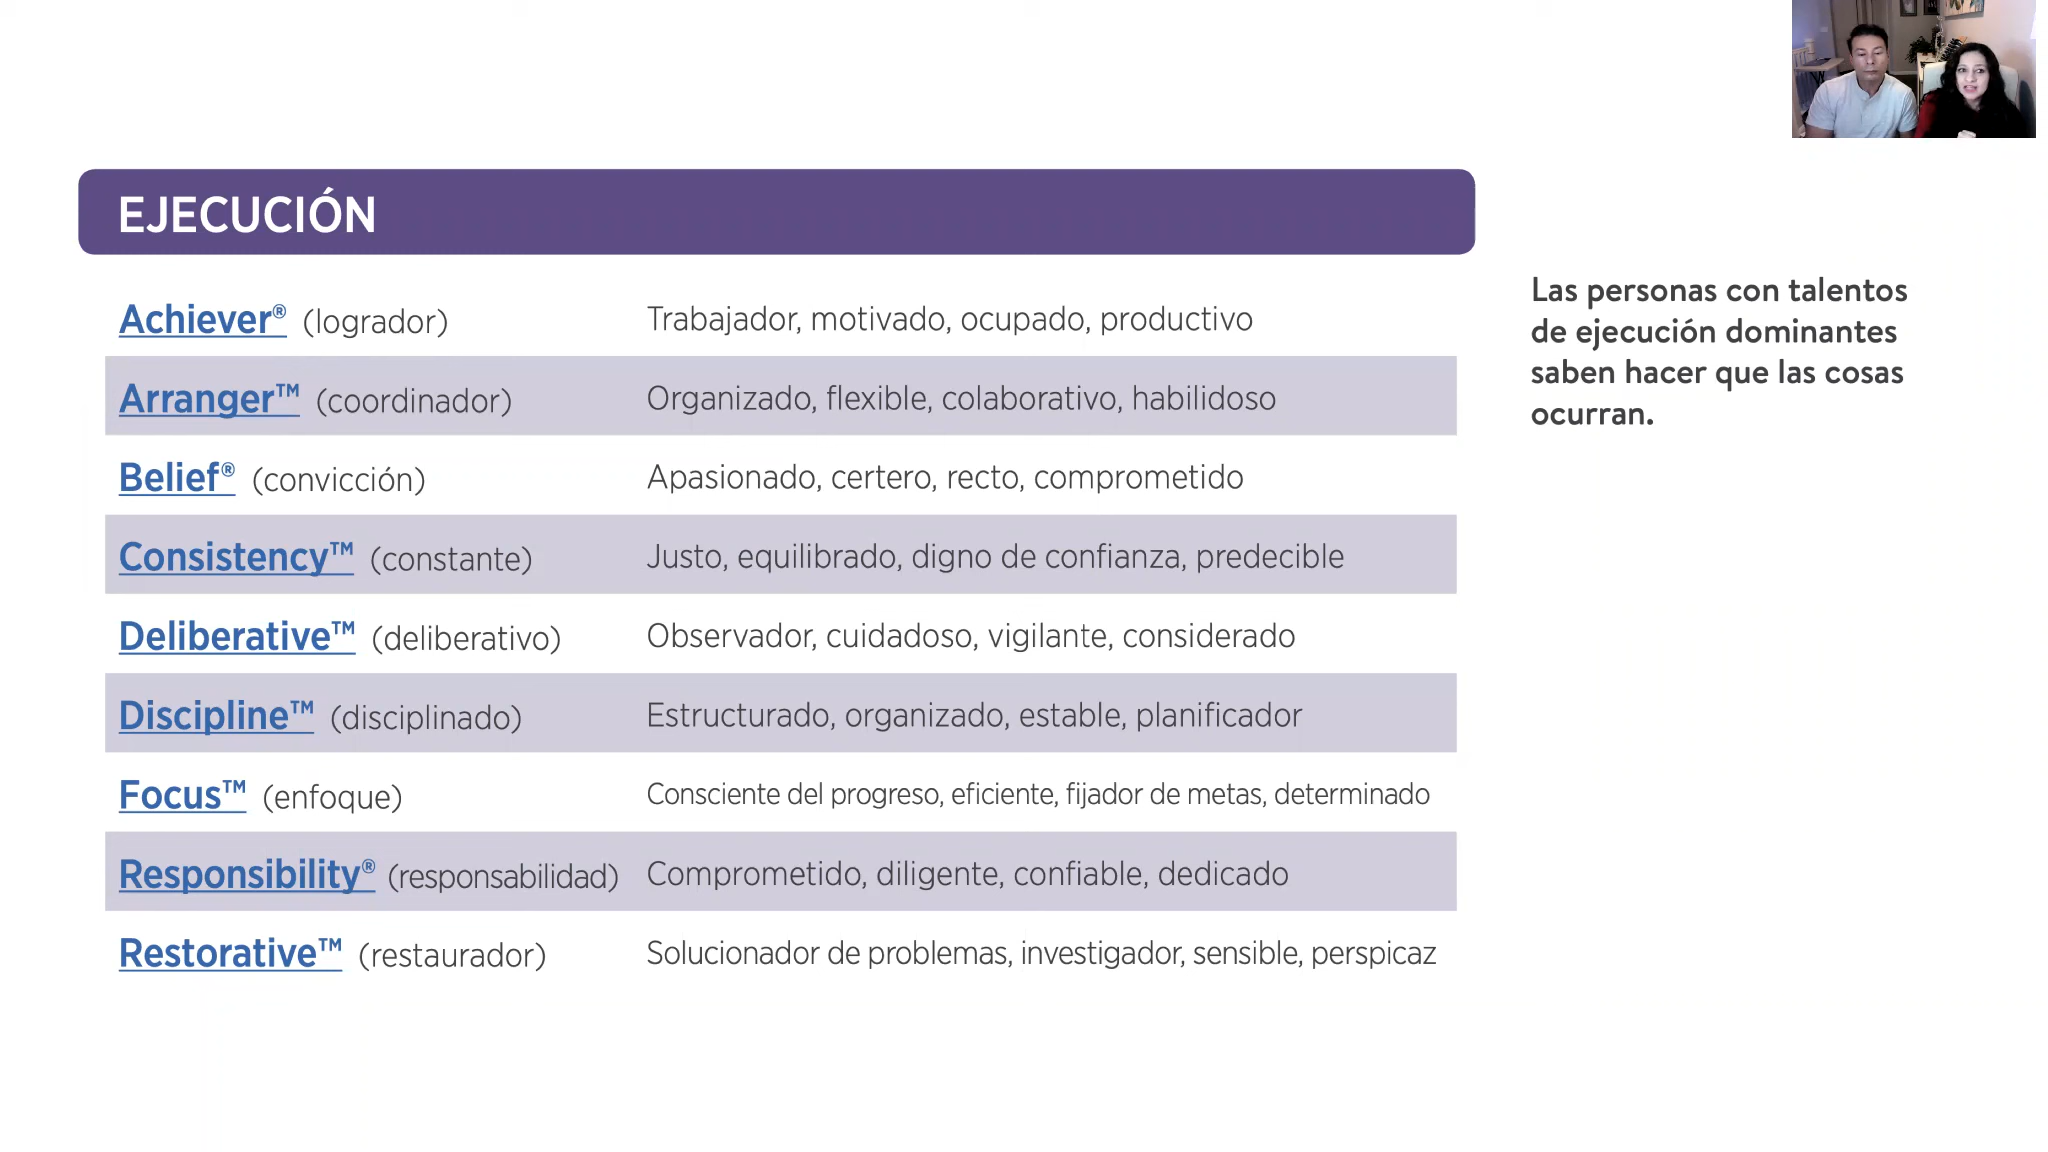 EJECUCIÓN
Achiever® (logrador) Trabajador, motivado, ocupado, productivo
Arranger™ (coordinador) Organizado, flexible, colaborativo, habilidoso
Belief® (convicción) Apasionado, certero, recto, comprometido
Consistency™ (constante) Justo, equilibrado, digno de confianza, predecible
Deliberative™ (deliberativo) Observador, cuidadoso, vigilante, considerado
Discipline™ (disciplinado) Estructurado, organizado, estable, planificador
Focus™ (enfoque) Consciente del progreso, eficiente, fijador de metas, determinado
Responsibility® (responsabilidad) Comprometido, diligente, confiable, dedicado
Restorative™ (restaurador) Solucionador de problemas, investigador, sensible, perspicaz
Las personas con talentos
de ejecución dominantes
saben hacer que las cosas
ocurran.